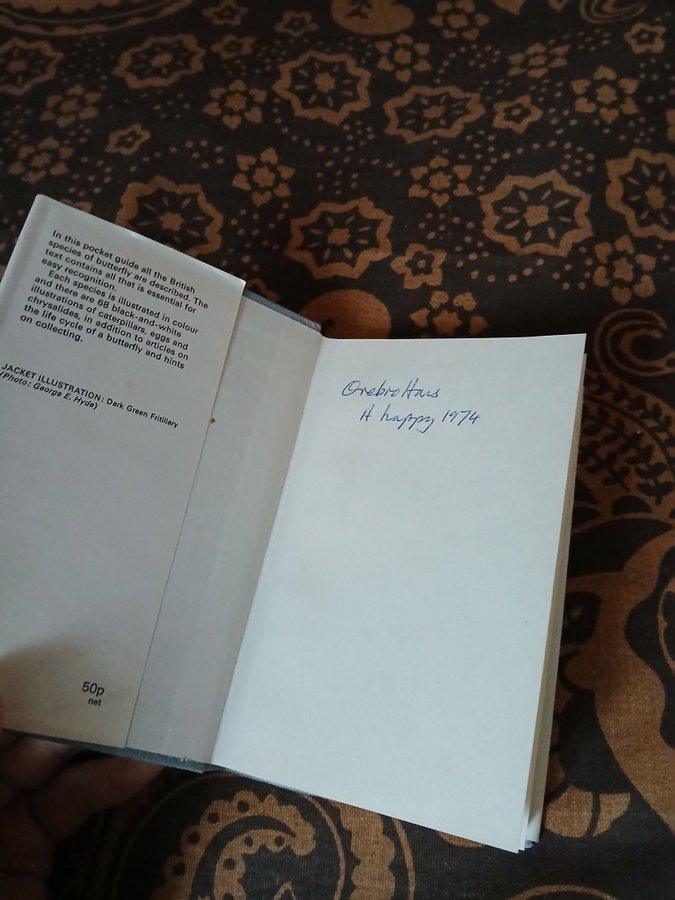 In this pocket guide all the British
species of butterfly are described. The
text contains all that is essential for
easy recognition.
Each species is illustrated in colour
and there are 68 black-and-white
illustrations of caterpillars, eggs and
chrysalides, in addition to articles on
the life cycle of a butterfly and hints
on collecting.
JACKET ILLUSTRATION: Dark Green Fritillary
(Photo: George E. Hyde)
50p
net
A happy 1974